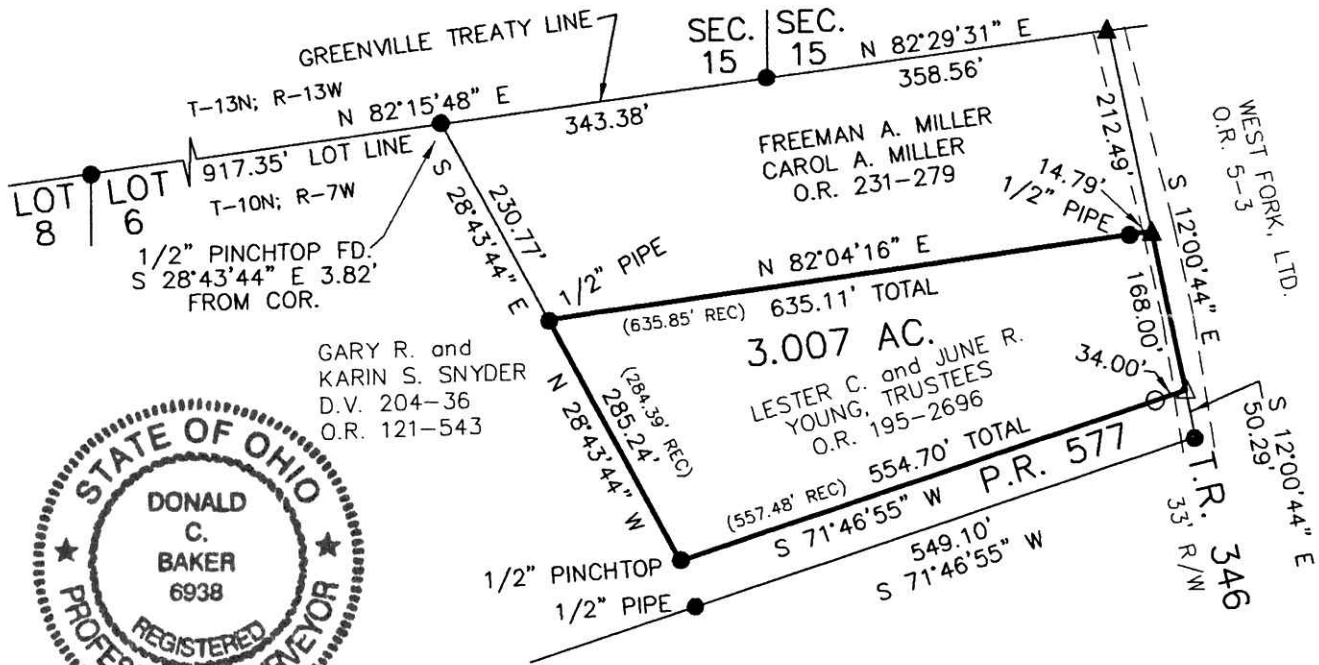 GREENVILLE TREATY LINE
SEC. 15
SEC. 15
N 82°29'31" E
358.56'
T-13N; R-13W
N 82°15'48" E
343.38'
917.35' LOT LINE
LOT 8
LOT 6
T-10N; R-7W
1/2" PINCHTOP FD.
S 28°43'44" E 3.82'
FROM COR.
230.77'
S 28°43'44" E
FREEMAN A. MILLER
CAROL A. MILLER
O.R. 231-279
212.49'
S 12°00'44" E
WEST FORK, LTD.
O.R. 5-3
14.79'
1/2" PIPE
1/2" PIPE
N 82°04'16" E
(635.85' REC) 635.11' TOTAL
3.007 AC.
LESTER C. and JUNE R.
YOUNG, TRUSTEES
O.R. 195-2696
168.00'
34.00'
GARY R. and
KARIN S. SNYDER
D.V. 204-36
O.R. 121-543
(284.39' REC)
285.24'
N 28°43'44" W
(557.48' REC) 554.70' TOTAL
S 71°46'55" W
P.R. 577
549.10'
S 71°46'55" W
S 12°00'44" E
50.29'
T.R. 346
33' R/W
1/2" PINCHTOP
1/2" PIPE
STATE OF OHIO
DONALD
C.
BAKER
6938
REGISTERED